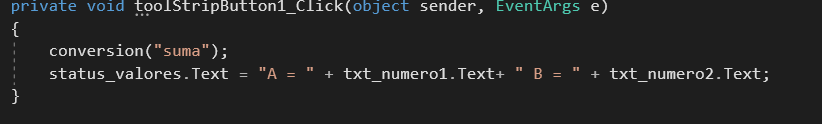 private void toolStripButton1_Click(object sender, EventArgs e)
{
conversion("suma");
status_valores.Text = "A = " + txt_numero1.Text+ " B = " + txt_numero2.Text;
}